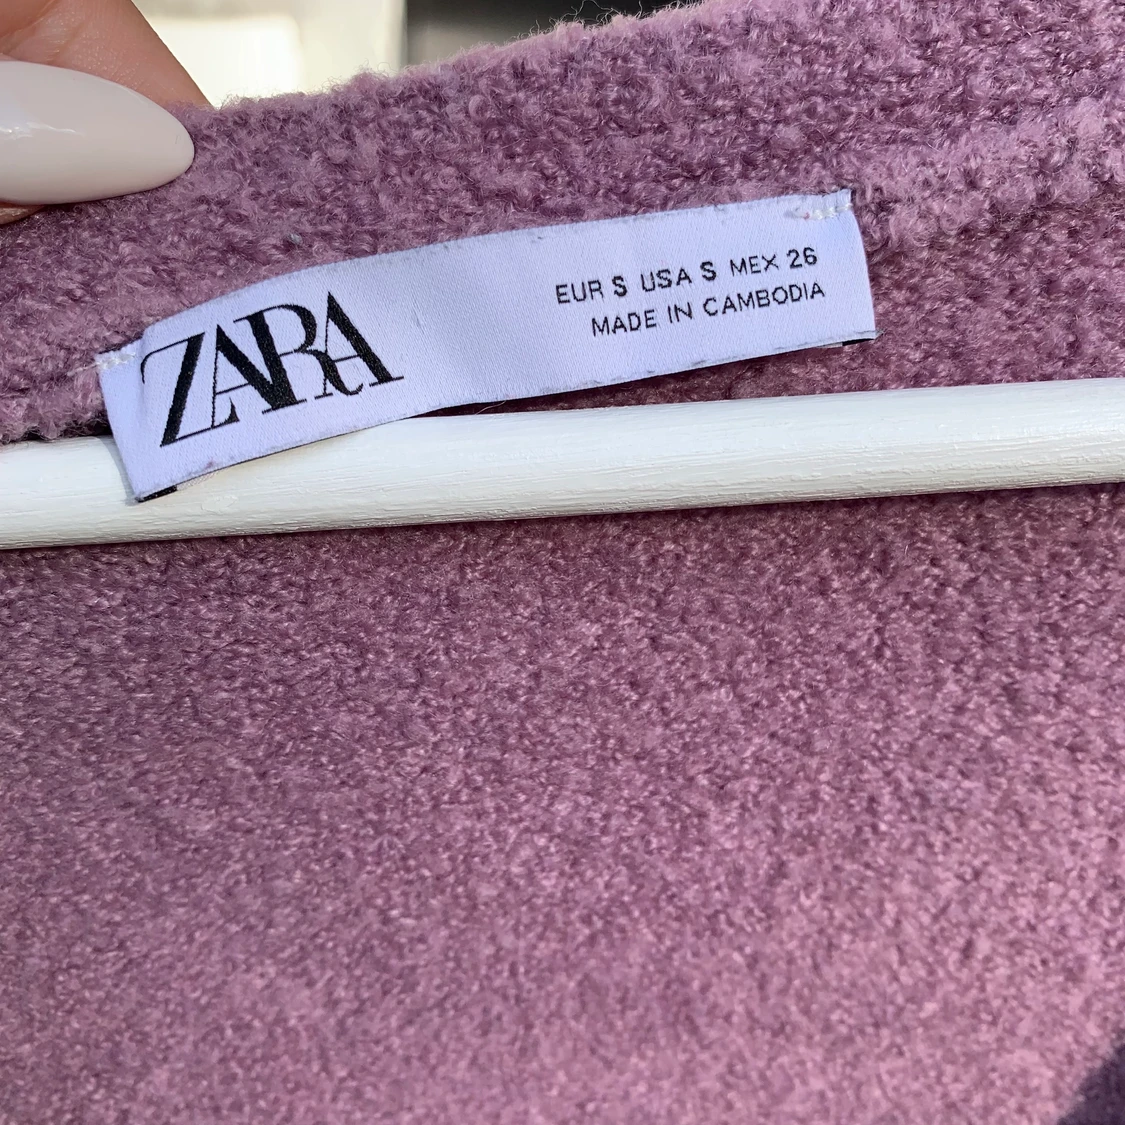 ZARA
EUR S USA S MEX 26
MADE IN CAMBODIA